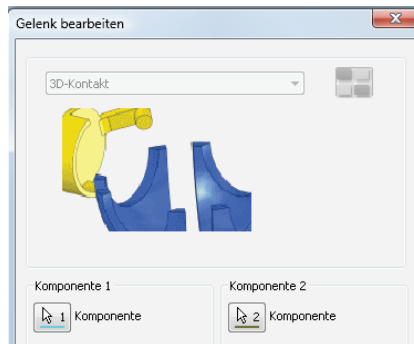 Gelenk bearbeiten
3D-Kontakt
Komponente 1
Komponente 2
1 Komponente
2 Komponente